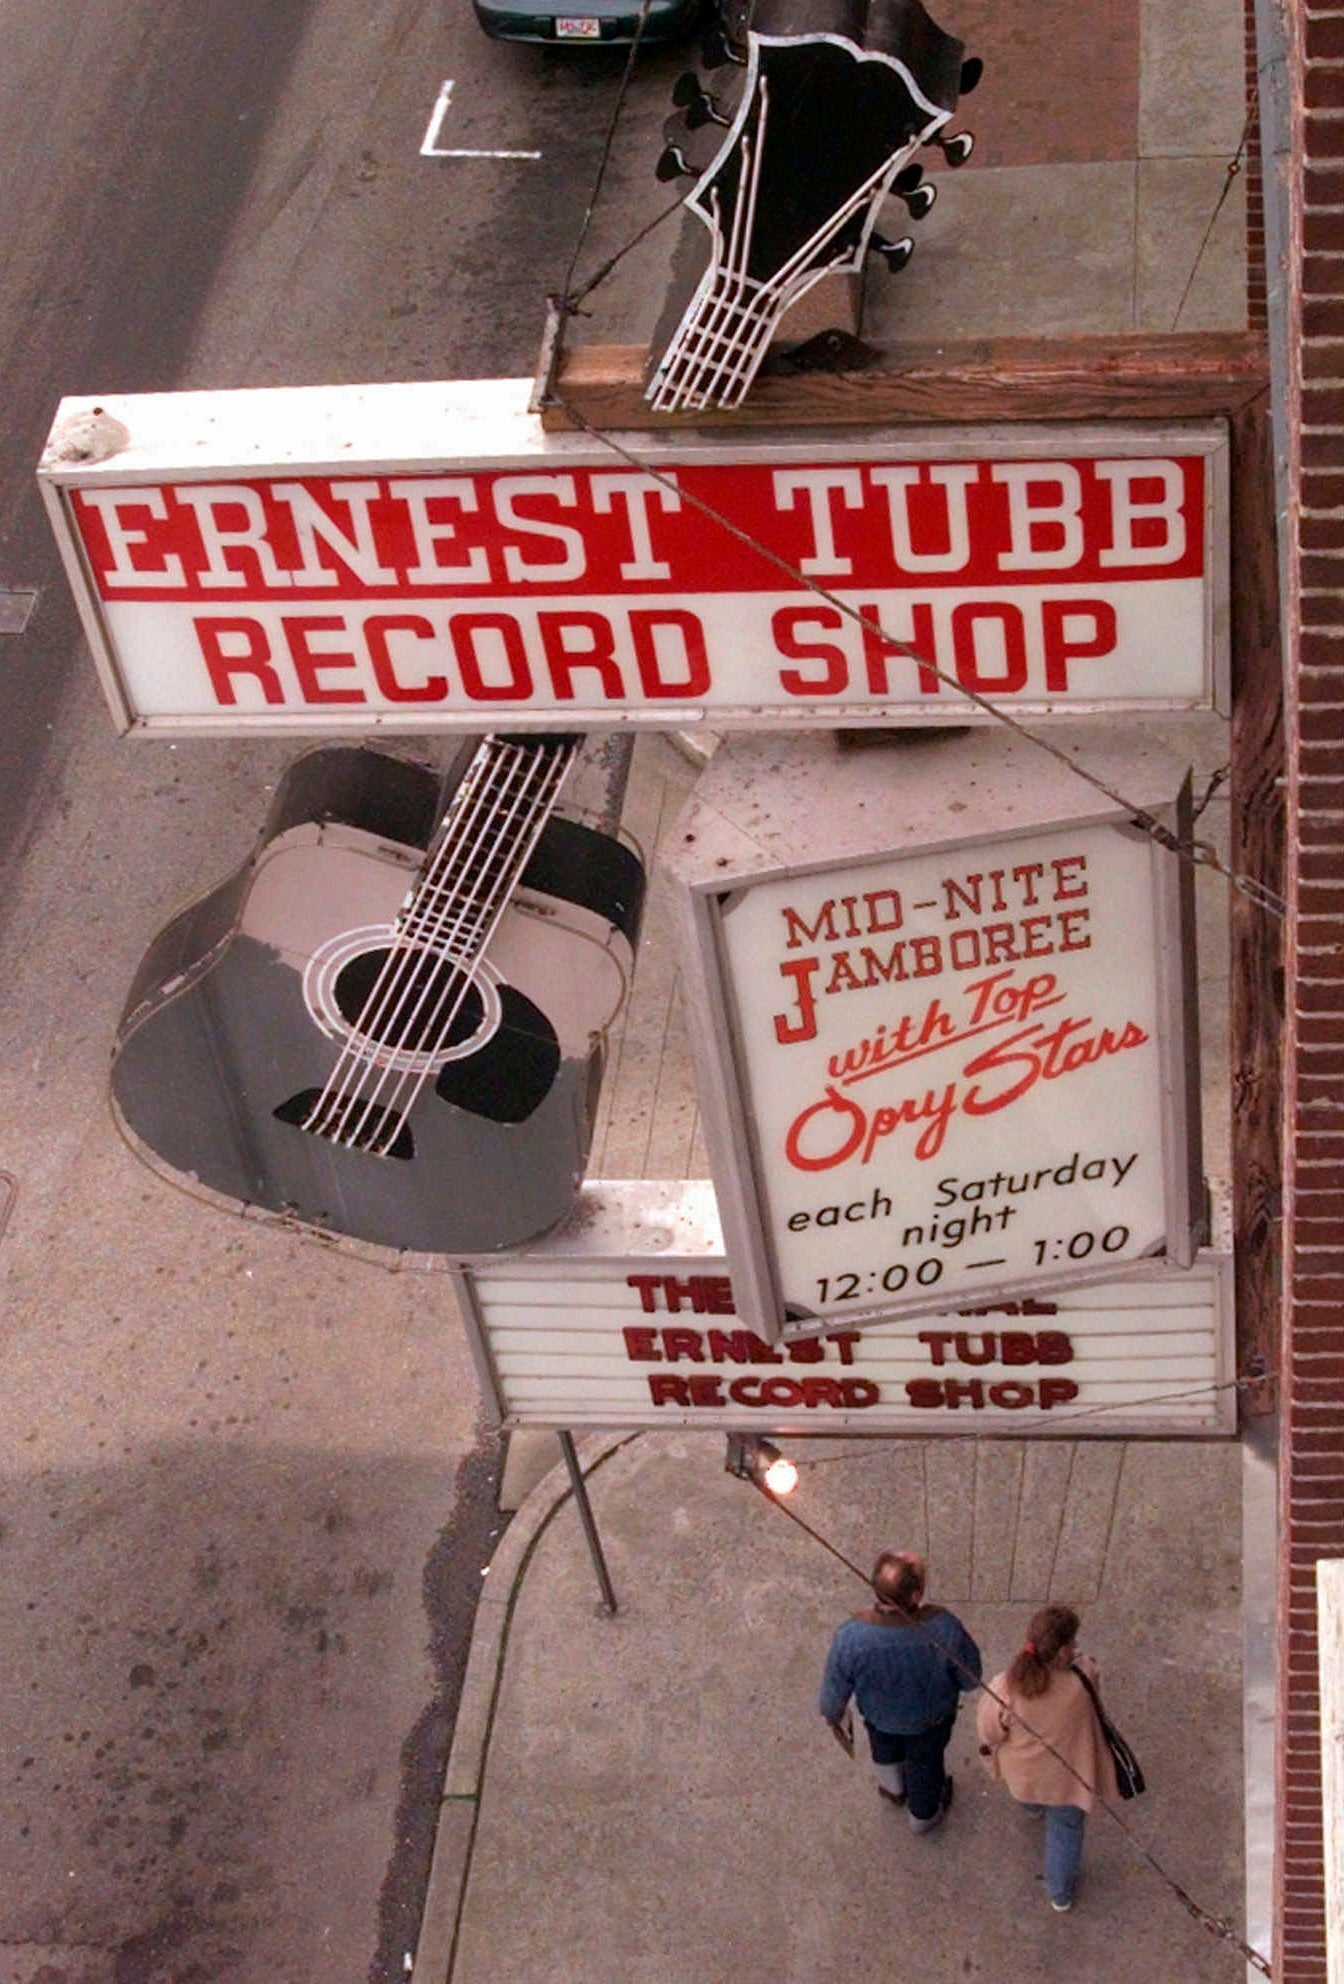 ERNEST TUBB
RECORD SHOP
MID-NITE
JAMBOREE
with Top
Opry Stars
each Saturday
night
12:00 — 1:00
THE
ERNEST TUBB
RECORD SHOP